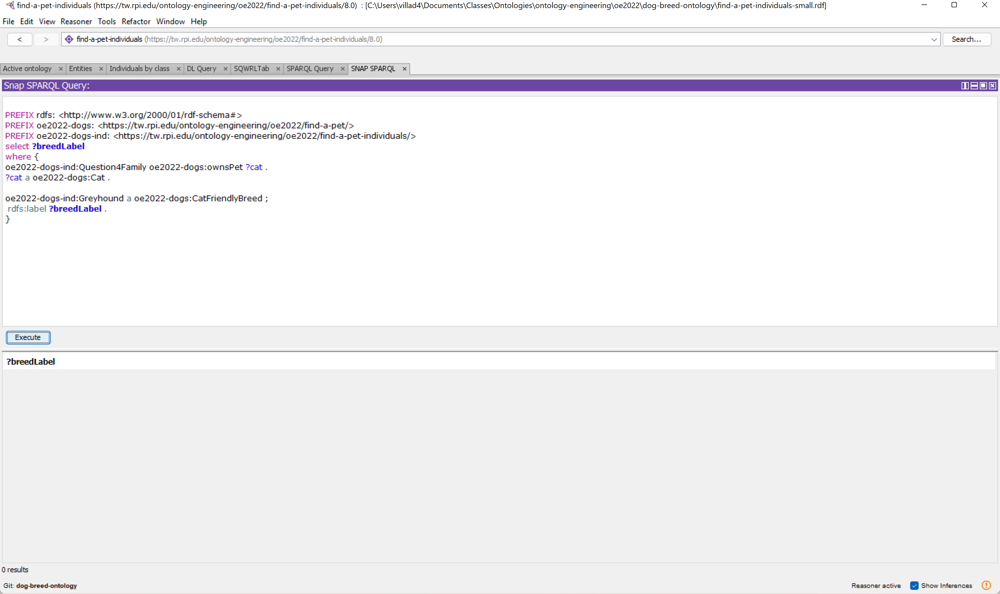 find-a-pet-individuals (https://tw.rpi.edu/ontology-engineering/oe2022/find-a-pet-individuals/8.0) : [C:\Users\villad4\Documents\Classes\Ontologies\ontology-engineering\oe2022\dog-breed-ontology\find-a-pet-individuals-small.rdf]
File Edit View Reasoner Tools Refactor Window Help
< > find-a-pet-individuals (https://tw.rpi.edu/ontology-engineering/oe2022/find-a-pet-individuals/8.0) Search...
Active ontology × Entities × Individuals by class × DL Query × SQWRLTab × SPARQL Query × SNAP SPARQL ×
Snap SPARQL Query:
PREFIX rdfs: <http://www.w3.org/2000/01/rdf-schema#>
PREFIX oe2022-dogs: <https://tw.rpi.edu/ontology-engineering/oe2022/find-a-pet/>
PREFIX oe2022-dogs-ind: <https://tw.rpi.edu/ontology-engineering/oe2022/find-a-pet-individuals/>
select ?breedLabel
where {
oe2022-dogs-ind:Question4Family oe2022-dogs:ownsPet ?cat .
?cat a oe2022-dogs:Cat .
oe2022-dogs-ind:Greyhound a oe2022-dogs:CatFriendlyBreed ;
rdfs:label ?breedLabel .
}
Execute
?breedLabel
0 results
Git: dog-breed-ontology Reasoner active Show Inferences